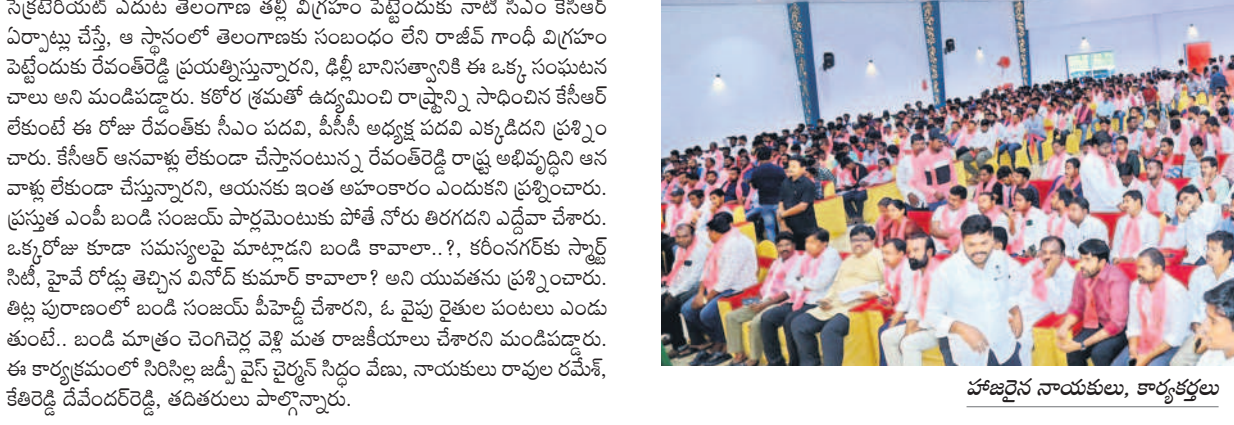 సెక్రటేరియట్ ఎదుట తెలంగాణ తల్లి విగ్రహం పెట్టేందుకు నాటి సీఎం కేసీఆర్
ఏర్పాట్లు చేస్తే, ఆ స్థానంలో తెలంగాణకు సంబంధం లేని రాజీవ్ గాంధీ విగ్రహం
పెట్టేందుకు రేవంత్‌రెడ్డి ప్రయత్నిస్తున్నారని, ఢిల్లీ బానిసత్వానికి ఈ ఒక్క సంఘటన
చాలు అని మండిపడ్డారు. కఠోర శ్రమతో ఉద్యమించి రాష్ట్రాన్ని సాధించిన కేసీఆర్
లేకుంటే ఈ రోజు రేవంత్‌కు సీఎం పదవి, పీసీసీ అధ్యక్ష పదవి ఎక్కడిదని ప్రశ్నిం
చారు. కేసీఆర్ ఆనవాళ్లు లేకుండా చేస్తానంటున్న రేవంత్‌రెడ్డి రాష్ట్ర అభివృద్ధిని ఆన
వాళ్లు లేకుండా చేస్తున్నారని, ఆయనకు ఇంత అహంకారం ఎందుకని ప్రశ్నించారు.
ప్రస్తుత ఎంపీ బండి సంజయ్ పార్లమెంటుకు పోతే నోరు తిరగదని ఎద్దేవా చేశారు.
ఒక్కరోజు కూడా సమస్యలపై మాట్లాడని బండి కావాలా..?, కరీంనగర్‌కు స్మార్ట్
సిటీ, హైవే రోడ్లు తెచ్చిన వినోద్ కుమార్ కావాలా? అని యువతను ప్రశ్నించారు.
తిట్ల పురాణంలో బండి సంజయ్ పీహెచ్డీ చేశారని, ఓ వైపు రైతుల పంటలు ఎండు
తుంటే.. బండి మాత్రం చెంగిచెర్ల వెళ్లి మత రాజకీయాలు చేశారని మండిపడ్డారు.
ఈ కార్యక్రమంలో సిరిసిల్ల జడ్పీ వైస్ చైర్మన్ సిద్ధం వేణు, నాయకులు రావుల రమేశ్,
కేతిరెడ్డి దేవేందర్‌రెడ్డి, తదితరులు పాల్గొన్నారు.
హాజరైన నాయకులు, కార్యకర్తలు